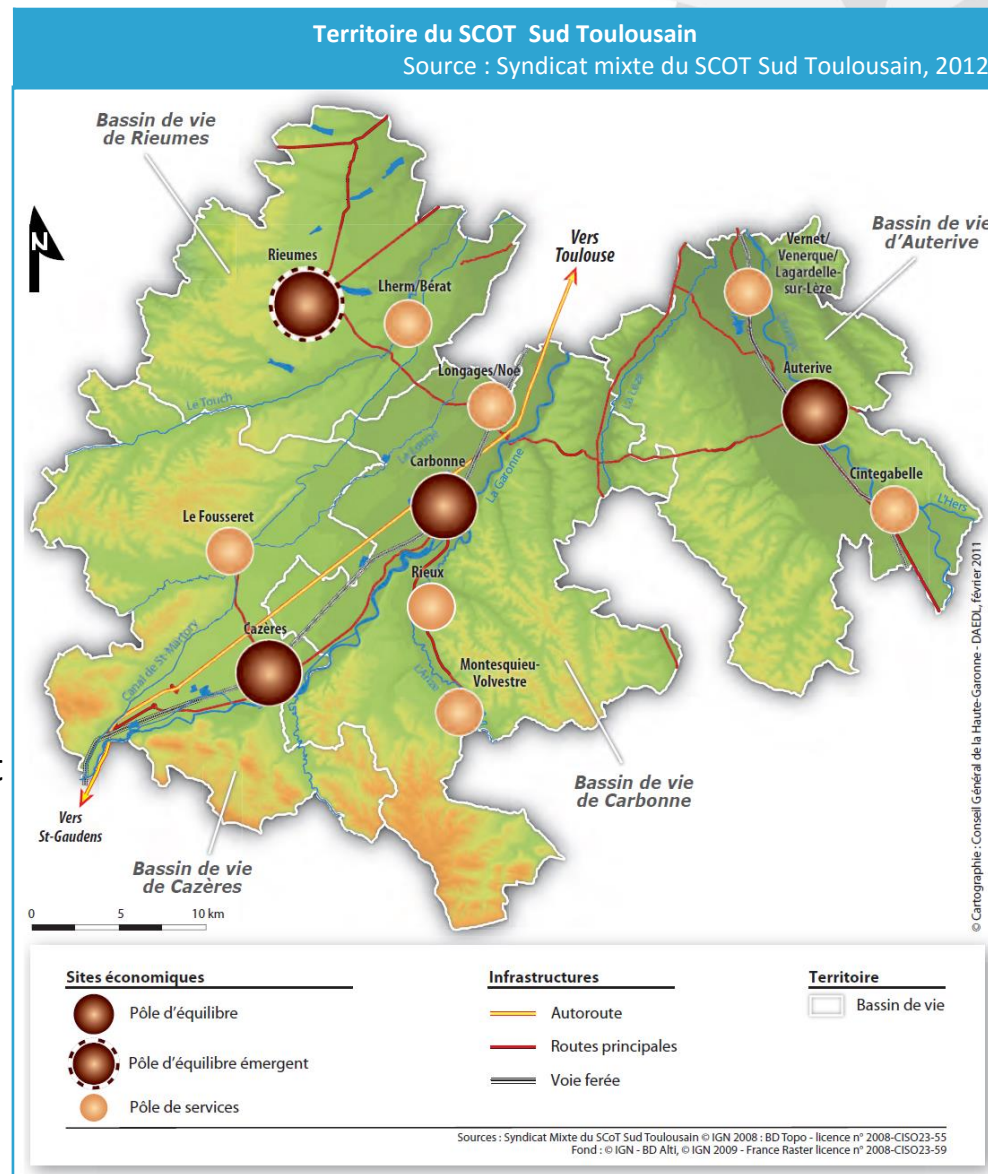 Territoire du SCOT Sud Toulousain
Source : Syndicat mixte du SCOT Sud Toulousain, 2012
Bassin de vie
de Rieumes
N
Rieumes
Lherm/Bérat
Vers
Toulouse
Vernet/
Venerque/
Lagardelle-
sur-Lèze
Bassin de vie
d'Auterive
Longages/Noé
Le Touch
La Louge
La Lèze
Auterive
Carbonne
La Garonne
Cintegabelle
L'Hers
Le Fousseret
Rieux
Cazères
Canal de St-Martory
L'Arize
Montesquieu-
Volvestre
Bassin de vie
de Carbonne
Vers
St-Gaudens
Bassin de vie
de Cazères
0 5 10 km
© Cartographie : Conseil Général de la Haute-Garonne - DAEDL, février 2011
t
Sites économiques
Pôle d'équilibre
Pôle d'équilibre émergent
Pôle de services
Infrastructures
Autoroute
Routes principales
Voie ferée
Territoire
Bassin de vie
Sources : Syndicat Mixte du SCoT Sud Toulousain © IGN 2008 : BD Topo - licence n° 2008-CISO23-55
Fond : © IGN - BD Alti, © IGN 2009 - France Raster licence n° 2008-CISO23-59